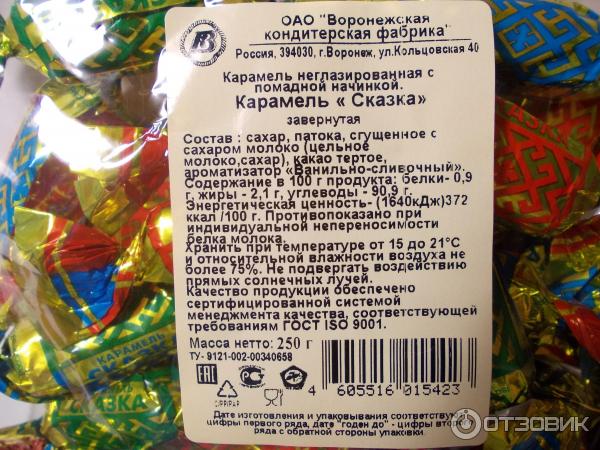 ОАО "Воронежская
кондитерская фабрика"
Россия, 394030, г.Воронеж, ул.Кольцовская 40
Карамель неглазированная с
помадной начинкой.
Карамель « Сказка»
завернутая
Состав : сахар, патока, сгущенное с
сахаром молоко (цельное
молоко,сахар), какао тертое,
ароматизатор «Ванильно-сливочный».
Содержание в 100 г продукта: белки- 0,9
г, жиры - 2,1 г, углеводы - 90,9 г.
Энергетическая ценность- (1640кДж)372
ккал /100 г. Противопоказано при
индивидуальной непереносимости
белка молока.
Хранить при температуре от 15 до 21°С
и относительной влажности воздуха не
более 75%. Не подвергать воздействию
прямых солнечных лучей.
Качество продукции обеспечено
сертифицированной системой
менеджмента качества, соответствующей
требованиям ГОСТ ISO 9001.
Масса нетто: 250 г
ТУ- 9121-002-00340658
ЕАС
4 605516 015423
Дата изготовления и упаковывания соответствует
цифры первого ряда, дате "годен до" - цифры второго
ряда с обратной стороны упаковки.
КАРАМЕЛЬ
СКАЗКА
СКАЗКА
ОТЗОВИК